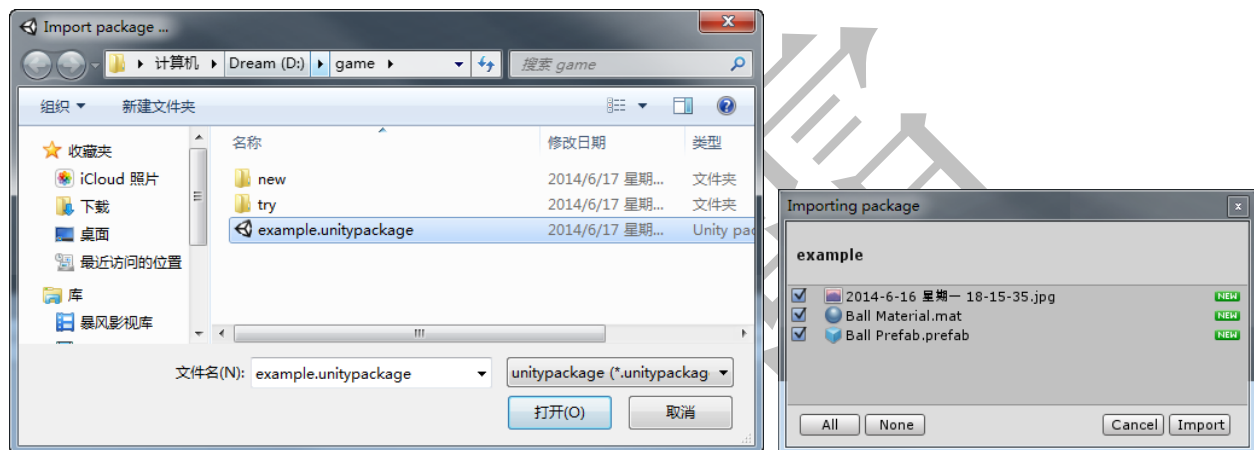 Import package ...
计算机 Dream (D:) game
搜索 game
组织 新建文件夹
收藏夹
iCloud 照片
下载
桌面
最近访问的位置
库
暴风影视库
名称 修改日期 类型
new 2014/6/17 星期... 文件夹
try 2014/6/17 星期... 文件夹
example.unitypackage 2014/6/17 星期... Unity pac
文件名(N): example.unitypackage
unitypackage (*.unitypackag
打开(O) 取消
Importing package
example
2014-6-16 星期一 18-15-35.jpg NEW
Ball Material.mat NEW
Ball Prefab.prefab NEW
All None Cancel Import